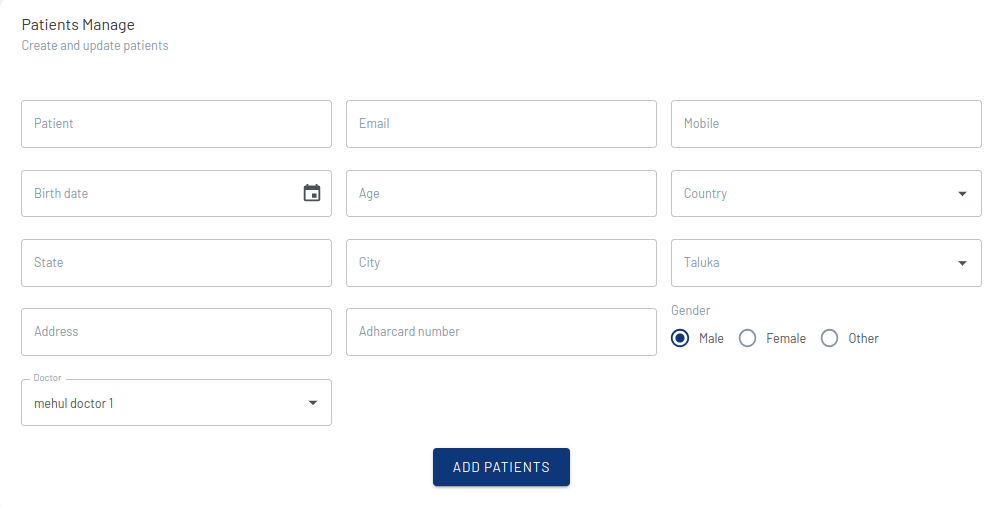 Patients Manage
Create and update patients
Patient Email Mobile
Birth date Age Country
State City Taluka
Address Adharcard number Gender
Male Female Other
Doctor
mehul doctor 1
ADD PATIENTS